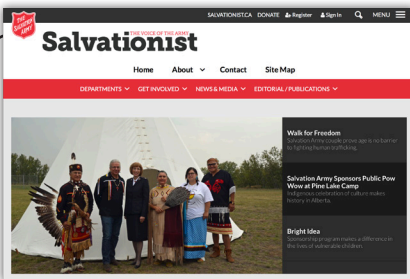 SALVATIONIST.CA DONATE Register Sign In MENU
THE SALVATION ARMY
THE VOICE OF THE ARMY
Salvationist
Home About Contact Site Map
DEPARTMENTS GET INVOLVED NEWS & MEDIA EDITORIAL/PUBLICATIONS
Walk for Freedom
Salvation Army couple prove age is no barrier
to fighting human trafficking.
Salvation Army Sponsors Public Pow
Wow at Pine Lake Camp
Indigenous celebration of culture makes
history in Alberta.
Bright Idea
Sponsorship program makes a difference in
the lives of vulnerable children.